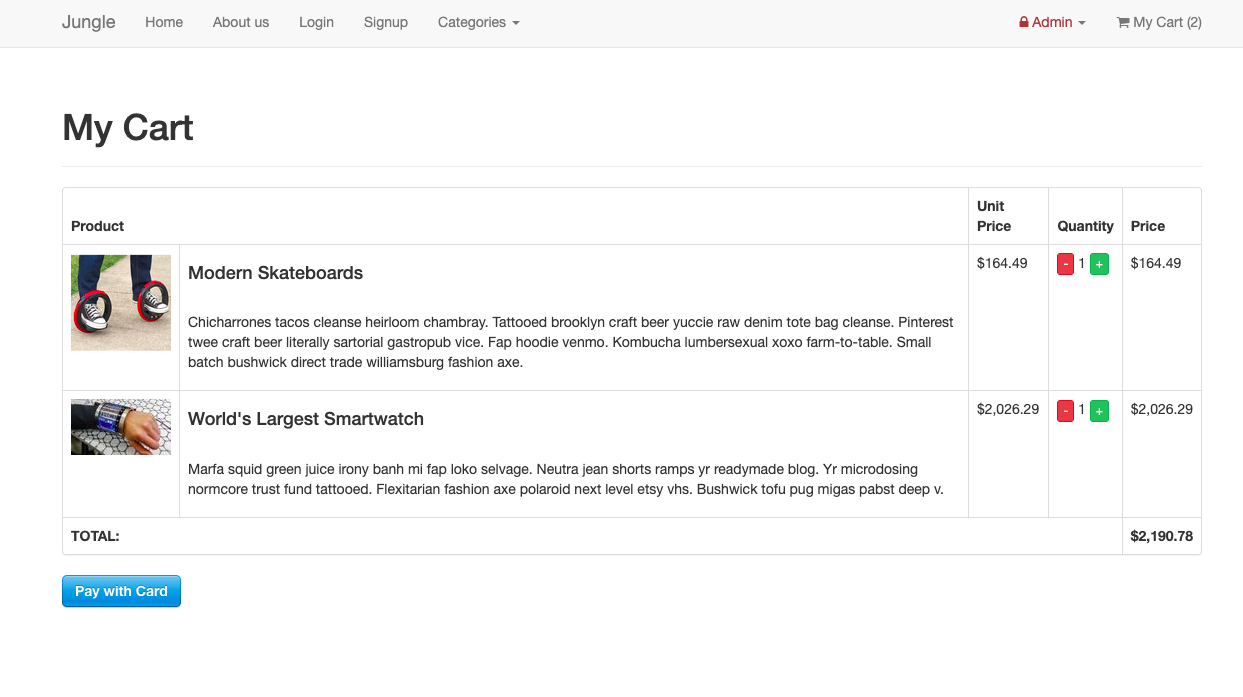 Jungle Home About us Login Signup Categories Admin My Cart (2)
My Cart
Product Unit Price Quantity Price
Modern Skateboards $164.49 - 1 + $164.49
Chicharrones tacos cleanse heirloom chambray. Tattooed brooklyn craft beer yuccie raw denim tote bag cleanse. Pinterest
twee craft beer literally sartorial gastropub vice. Fap hoodie venmo. Kombucha lumbersexual xoxo farm-to-table. Small
batch bushwick direct trade williamsburg fashion axe.
World's Largest Smartwatch $2,026.29 - 1 + $2,026.29
Marfa squid green juice irony banh mi fap loko selvage. Neutra jean shorts ramps yr readymade blog. Yr microdosing
normcore trust fund tattooed. Flexitarian fashion axe polaroid next level etsy vhs. Bushwick tofu pug migas pabst deep v.
TOTAL: $2,190.78
Pay with Card